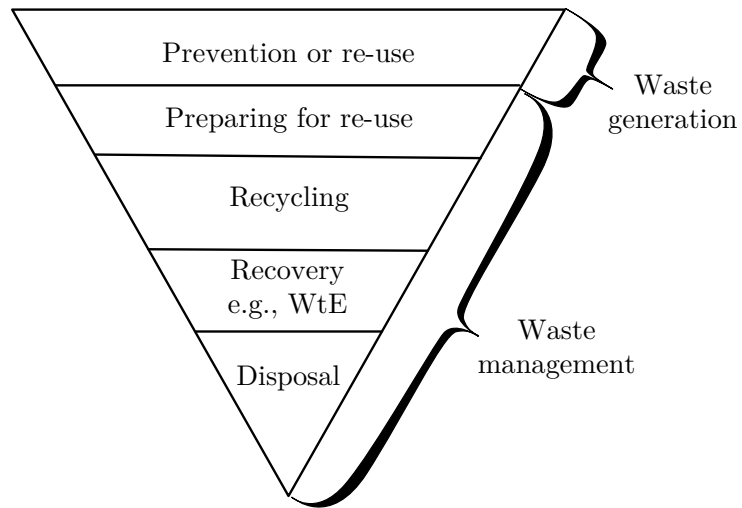 Prevention or re-use
Waste
generation
Preparing for re-use
Recycling
Recovery
e.g., WtE
Waste
management
Disposal